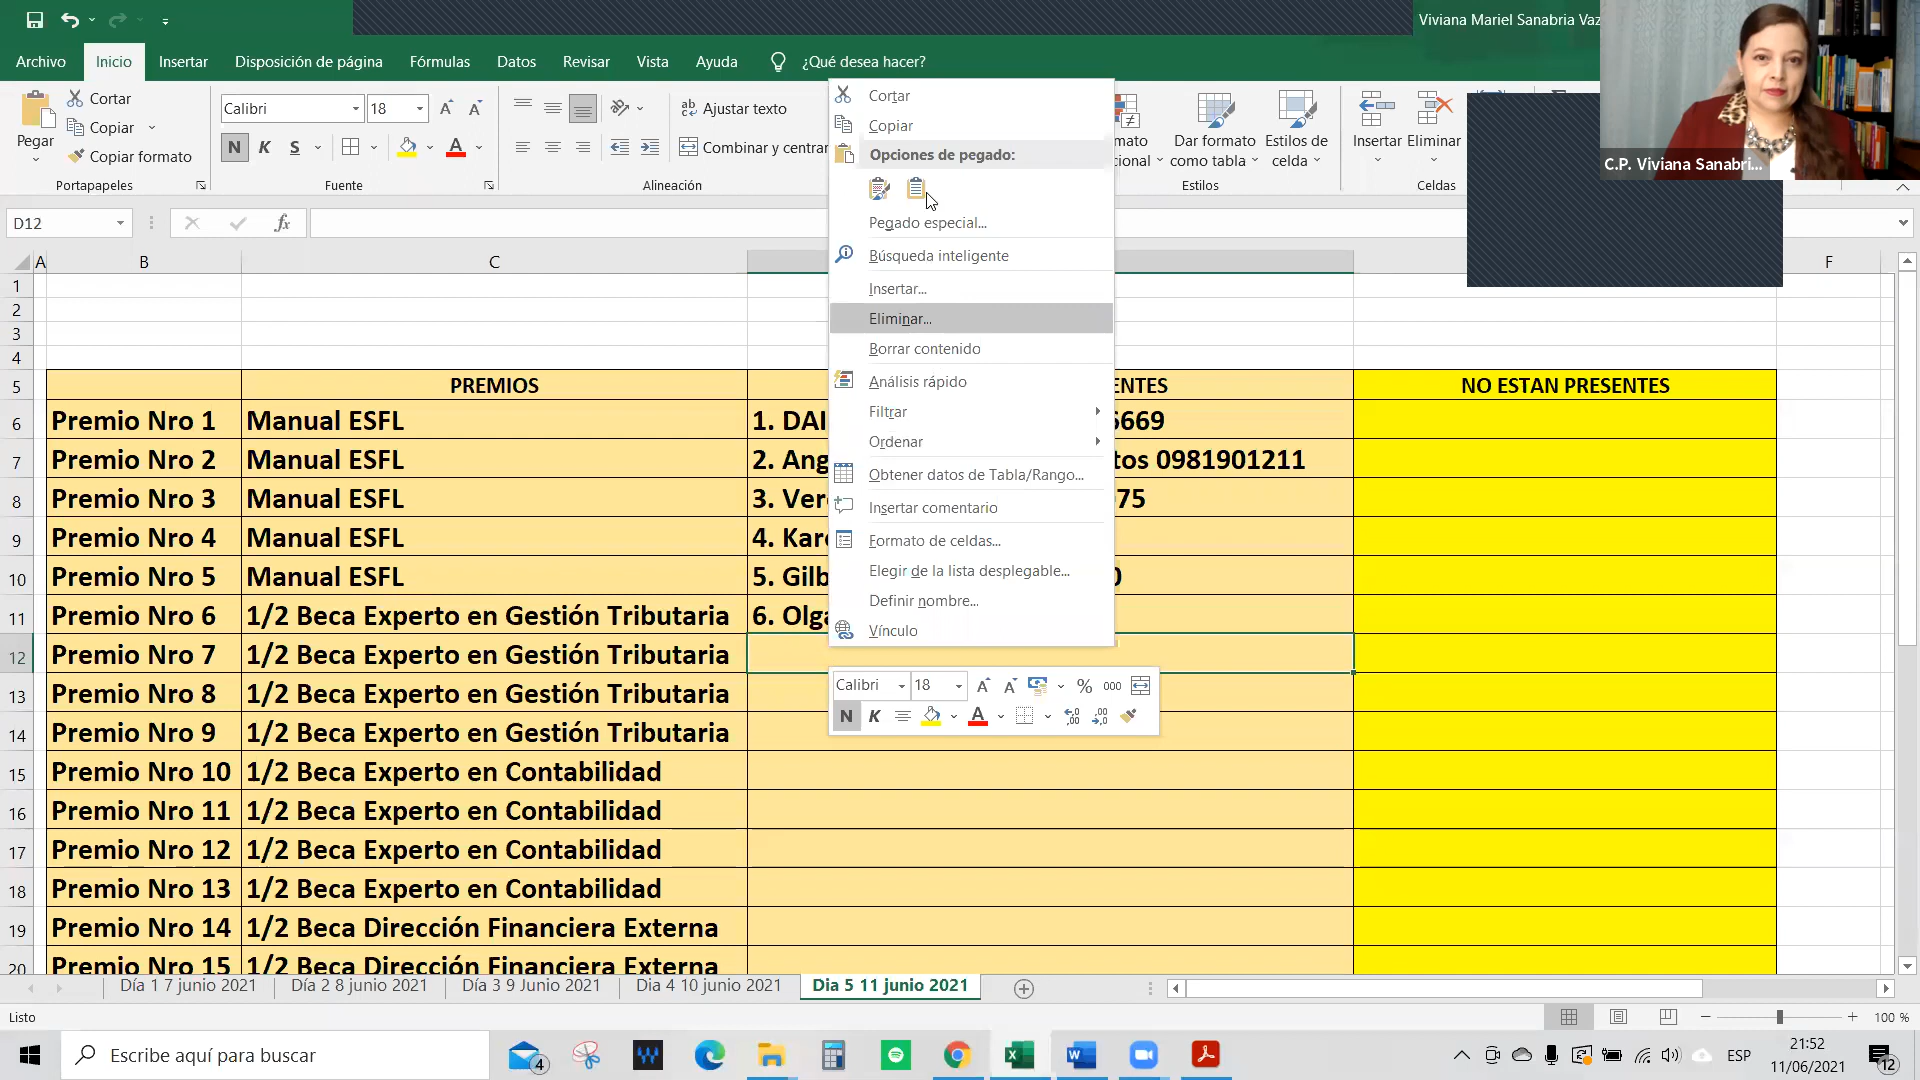 Viviana Mariel Sanabria Vaz
Archivo Inicio Insertar Disposición de página Fórmulas Datos Revisar Vista Ayuda ¿Qué desea hacer?
Pegar
Cortar
Copiar
Copiar formato
Portapapeles
Calibri 18
N K S
Fuente
Ajustar texto
Combinar y centrar
Alineación
Dar formato
como tabla
Estilos de
celda
Estilos
Insertar Eliminar
Celdas
C.P. Viviana Sanabri...
D12
fx
A B C F
Cortar
Copiar
Opciones de pegado:
Pegado especial...
Búsqueda inteligente
Insertar...
Eliminar...
Borrar contenido
Análisis rápido
Filtrar
Ordenar
Obtener datos de Tabla/Rango...
Insertar comentario
Formato de celdas...
Elegir de la lista desplegable...
Definir nombre...
Vínculo
Calibri 18 % 000
N K A
1
2
3
4
5 PREMIOS ENTES NO ESTAN PRESENTES
6 Premio Nro 1 Manual ESFL 1. DAI 6669
7 Premio Nro 2 Manual ESFL 2. Ang tos 0981901211
8 Premio Nro 3 Manual ESFL 3. Ver 075
9 Premio Nro 4 Manual ESFL 4. Kar
10 Premio Nro 5 Manual ESFL 5. Gilb 0
11 Premio Nro 6 1/2 Beca Experto en Gestión Tributaria 6. Olga
12 Premio Nro 7 1/2 Beca Experto en Gestión Tributaria
13 Premio Nro 8 1/2 Beca Experto en Gestión Tributaria
14 Premio Nro 9 1/2 Beca Experto en Gestión Tributaria
15 Premio Nro 10 1/2 Beca Experto en Contabilidad
16 Premio Nro 11 1/2 Beca Experto en Contabilidad
17 Premio Nro 12 1/2 Beca Experto en Contabilidad
18 Premio Nro 13 1/2 Beca Experto en Contabilidad
19 Premio Nro 14 1/2 Beca Dirección Financiera Externa
20 Premio Nro 15 1/2 Beca Dirección Financiera Externa
Día 1 7 junio 2021 Día 2 8 junio 2021 Día 3 9 Junio 2021 Dia 4 10 junio 2021 Dia 5 11 junio 2021
Listo
100 %
Escribe aquí para buscar
4
ESP
21:52
11/06/2021
12